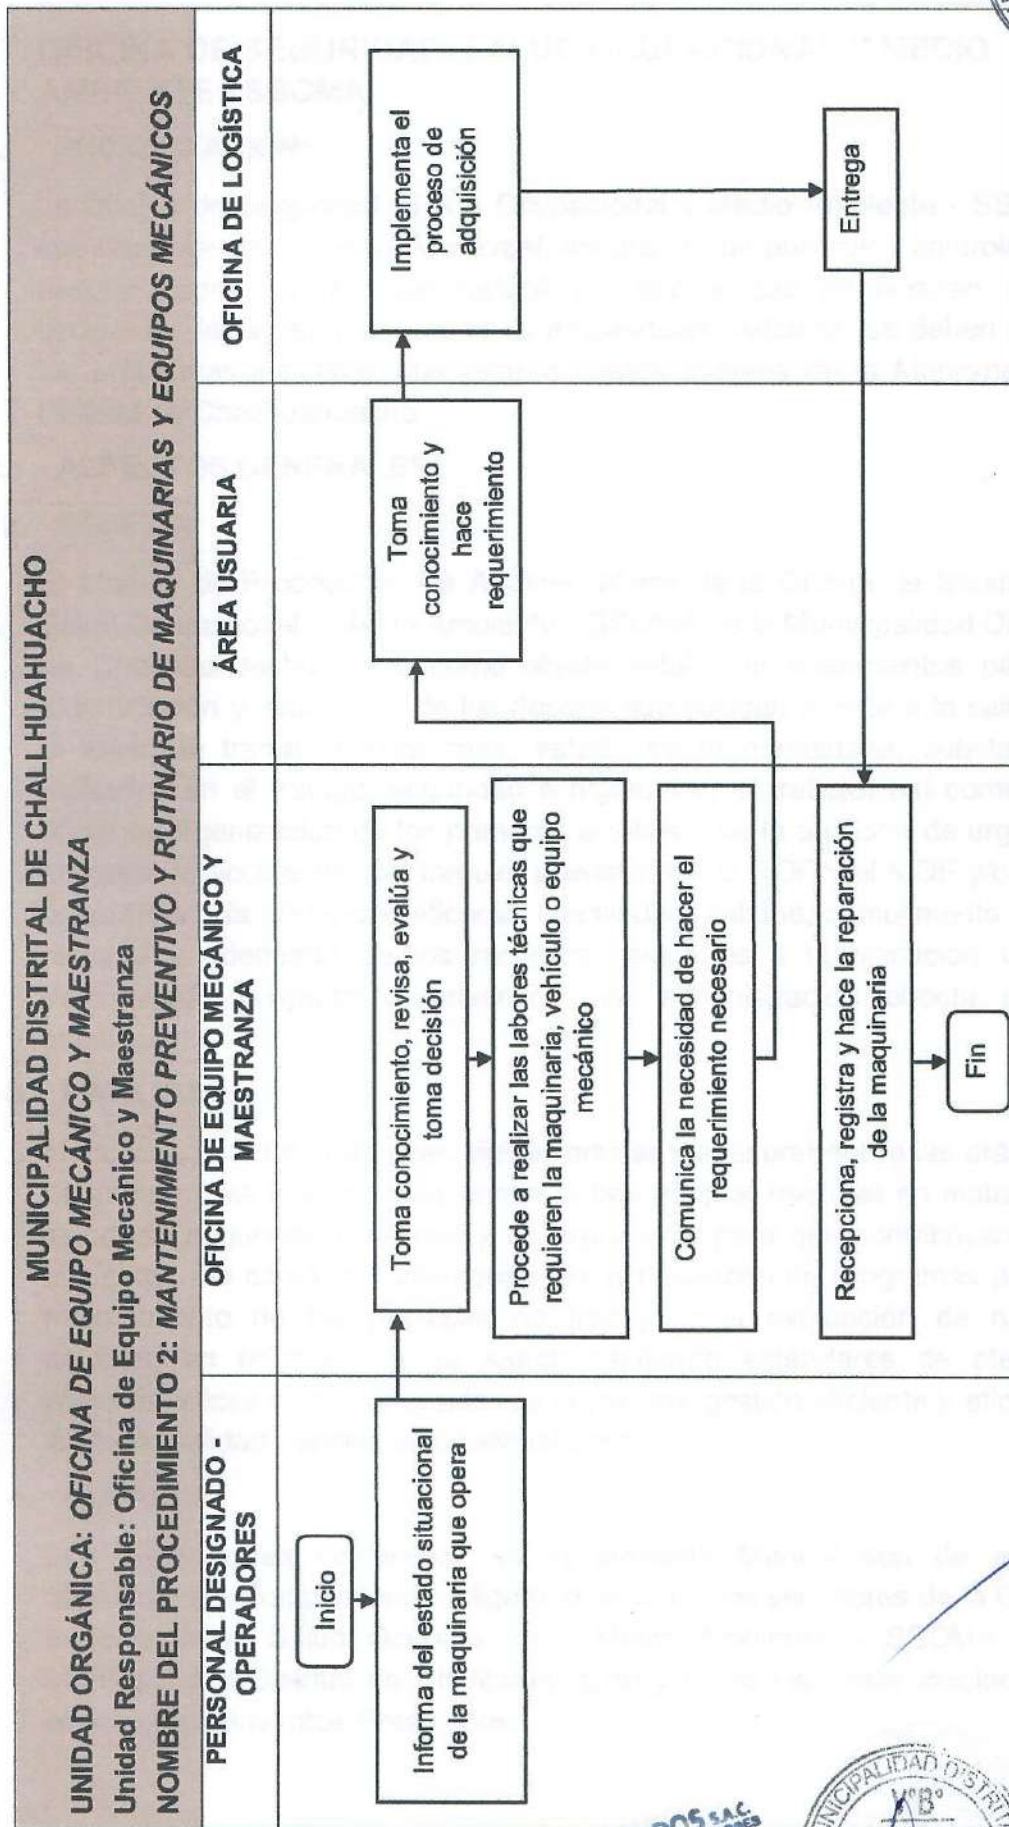 MUNICIPALIDAD DISTRITAL DE CHALLHUAHUACHO
UNIDAD ORGÁNICA: OFICINA DE EQUIPO MECÁNICO Y MAESTRANZA
Unidad Responsable: Oficina de Equipo Mecánico y Maestranza
NOMBRE DEL PROCEDIMIENTO 2: MANTENIMIENTO PREVENTIVO Y RUTINARIO DE MAQUINARIAS Y EQUIPOS MECÁNICOS
PERSONAL DESIGNADO -
OPERADORES
OFICINA DE EQUIPO MECÁNICO Y
MAESTRANZA
ÁREA USUARIA
OFICINA DE LOGÍSTICA
Inicio
Informa del estado situacional
de la maquinaria que opera
Toma conocimiento, revisa, evalúa y
toma decisión
Procede a realizar las labores técnicas que
requieren la maquinaria, vehículo o equipo
mecánico
Comunica la necesidad de hacer el
requerimiento necesario
Toma
conocimiento y
hace
requerimiento
Implementa el
proceso de
adquisición
Entrega
Recepciona, registra y hace la reparación
de la maquinaria
Fin
V°B°